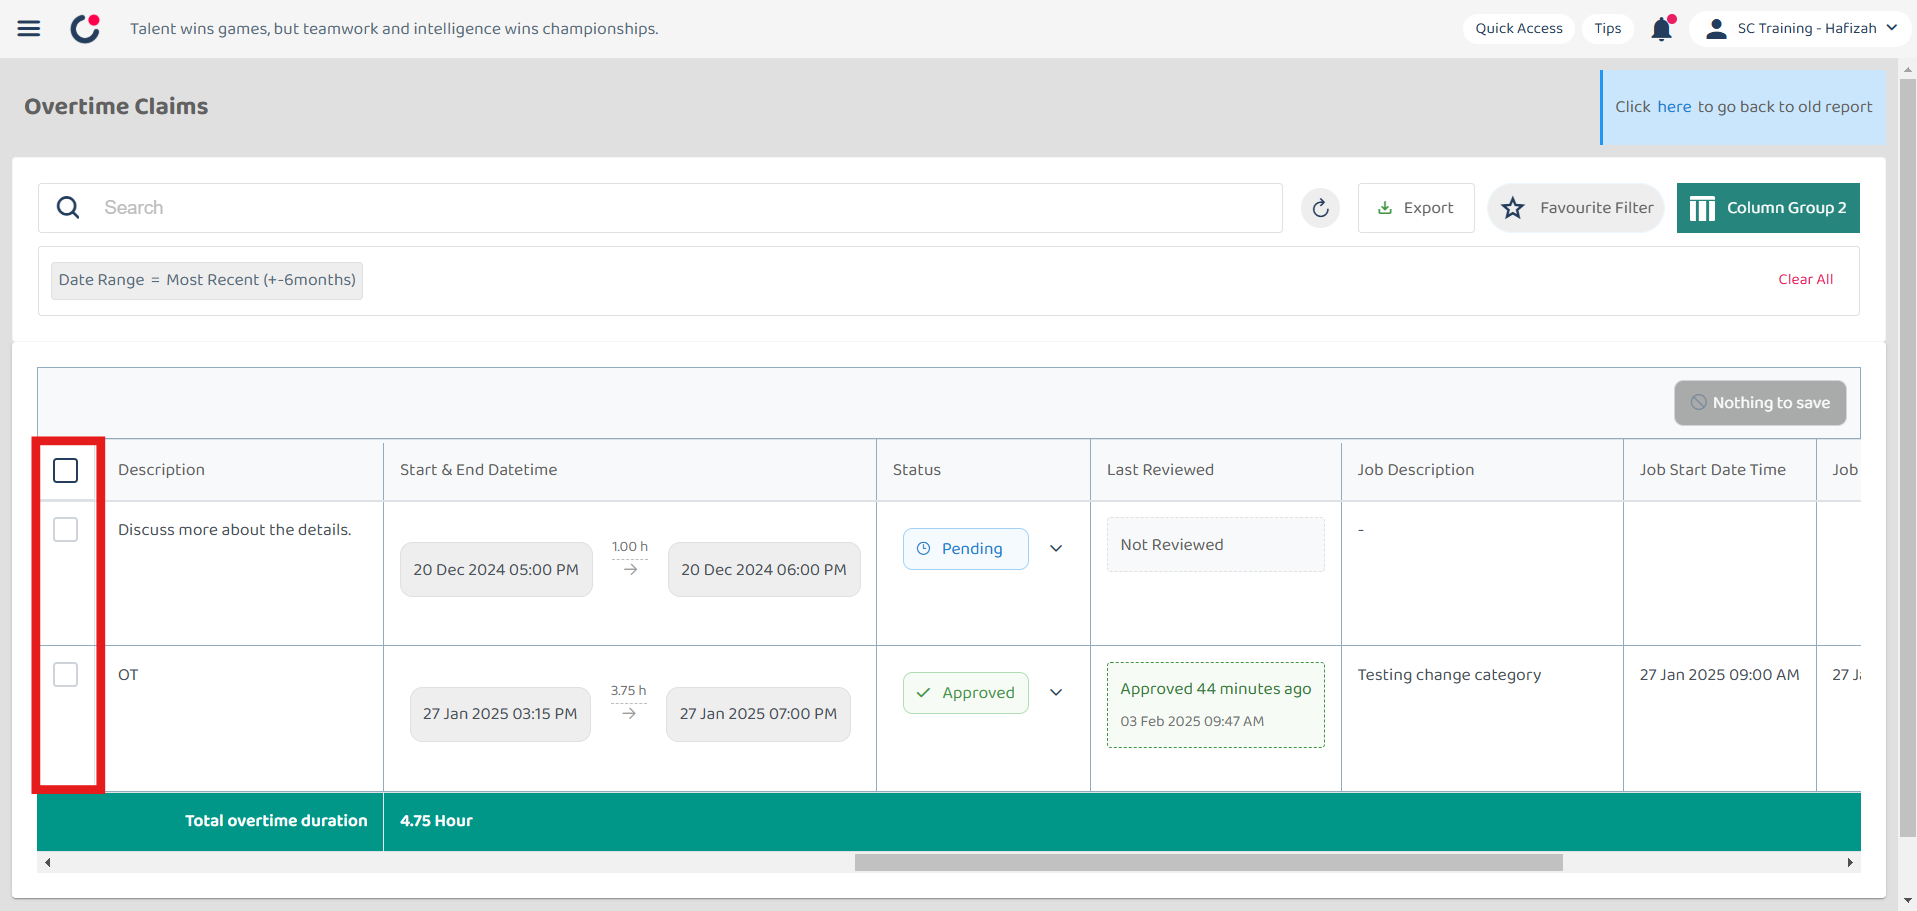 Talent wins games, but teamwork and intelligence wins championships.
Quick Access
Tips
SC Training - Hafizah
Overtime Claims
Click here to go back to old report
Search
Export
Favourite Filter
Column Group 2
Date Range = Most Recent (+-6months)
Clear All
Nothing to save
Description
Start & End Datetime
Status
Last Reviewed
Job Description
Job Start Date Time
Job
Discuss more about the details.
20 Dec 2024 05:00 PM
1.00 h
20 Dec 2024 06:00 PM
Pending
Not Reviewed
-
OT
27 Jan 2025 03:15 PM
3.75 h
27 Jan 2025 07:00 PM
Approved
Approved 44 minutes ago
03 Feb 2025 09:47 AM
Testing change category
27 Jan 2025 09:00 AM
27
Total overtime duration
4.75 Hour